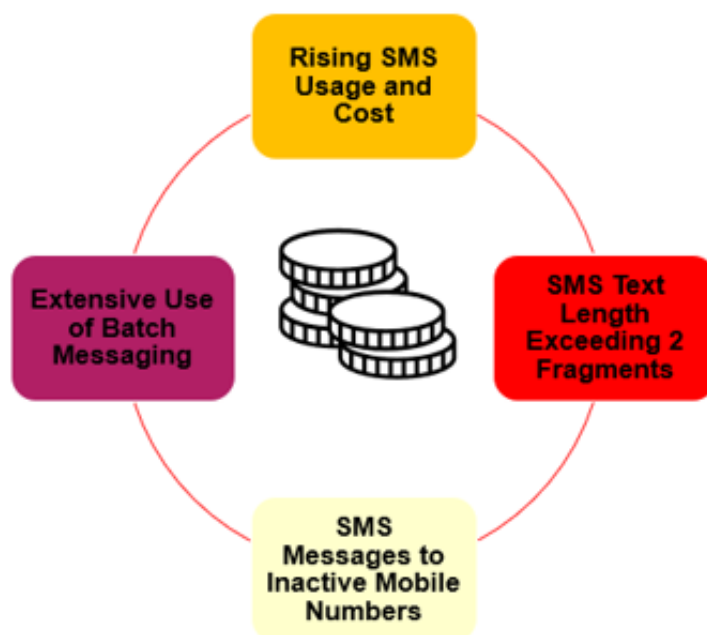 Rising SMS
Usage and
Cost
Extensive Use
of Batch
Messaging
SMS Text
Length
Exceeding 2
Fragments
SMS
Messages to
Inactive Mobile
Numbers